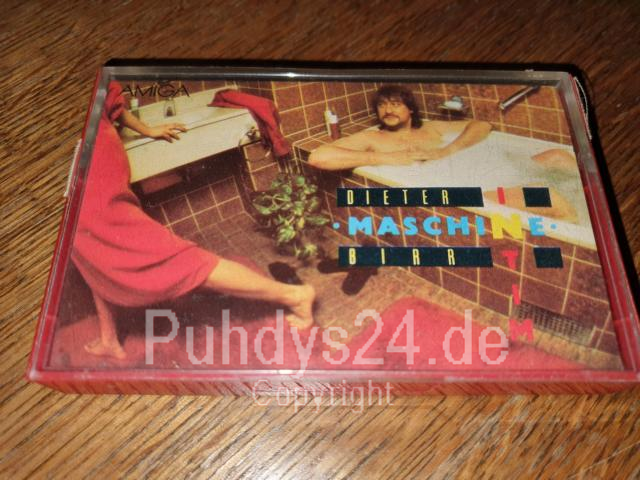 AMIGA
DIETER
·MASCHINE·
BIRR
INTIM
Puhdys24.de
Copyright